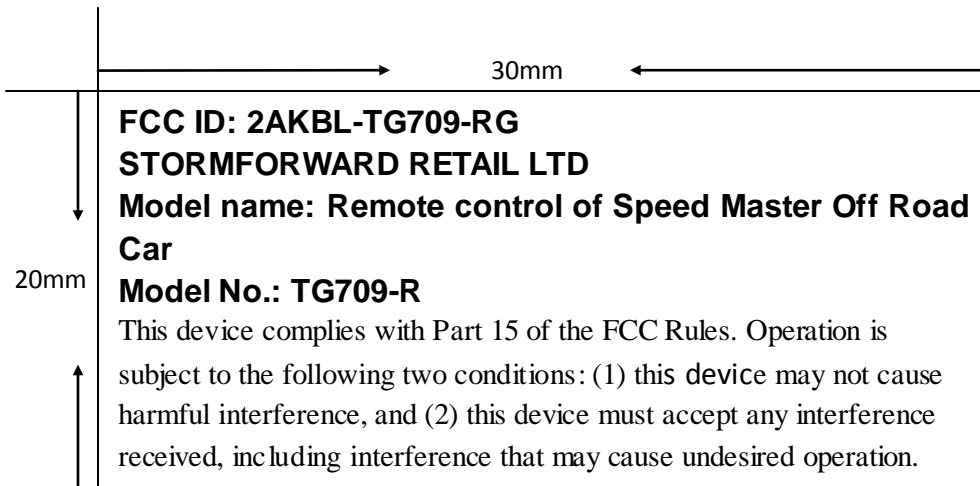 30mm
FCC ID: 2AKBL-TG709-RG
STORMFORWARD RETAIL LTD
Model name: Remote control of Speed Master Off Road
Car
20mm
Model No.: TG709-R
This device complies with Part 15 of the FCC Rules. Operation is
subject to the following two conditions: (1) this device may not cause
harmful interference, and (2) this device must accept any interference
received, including interference that may cause undesired operation.